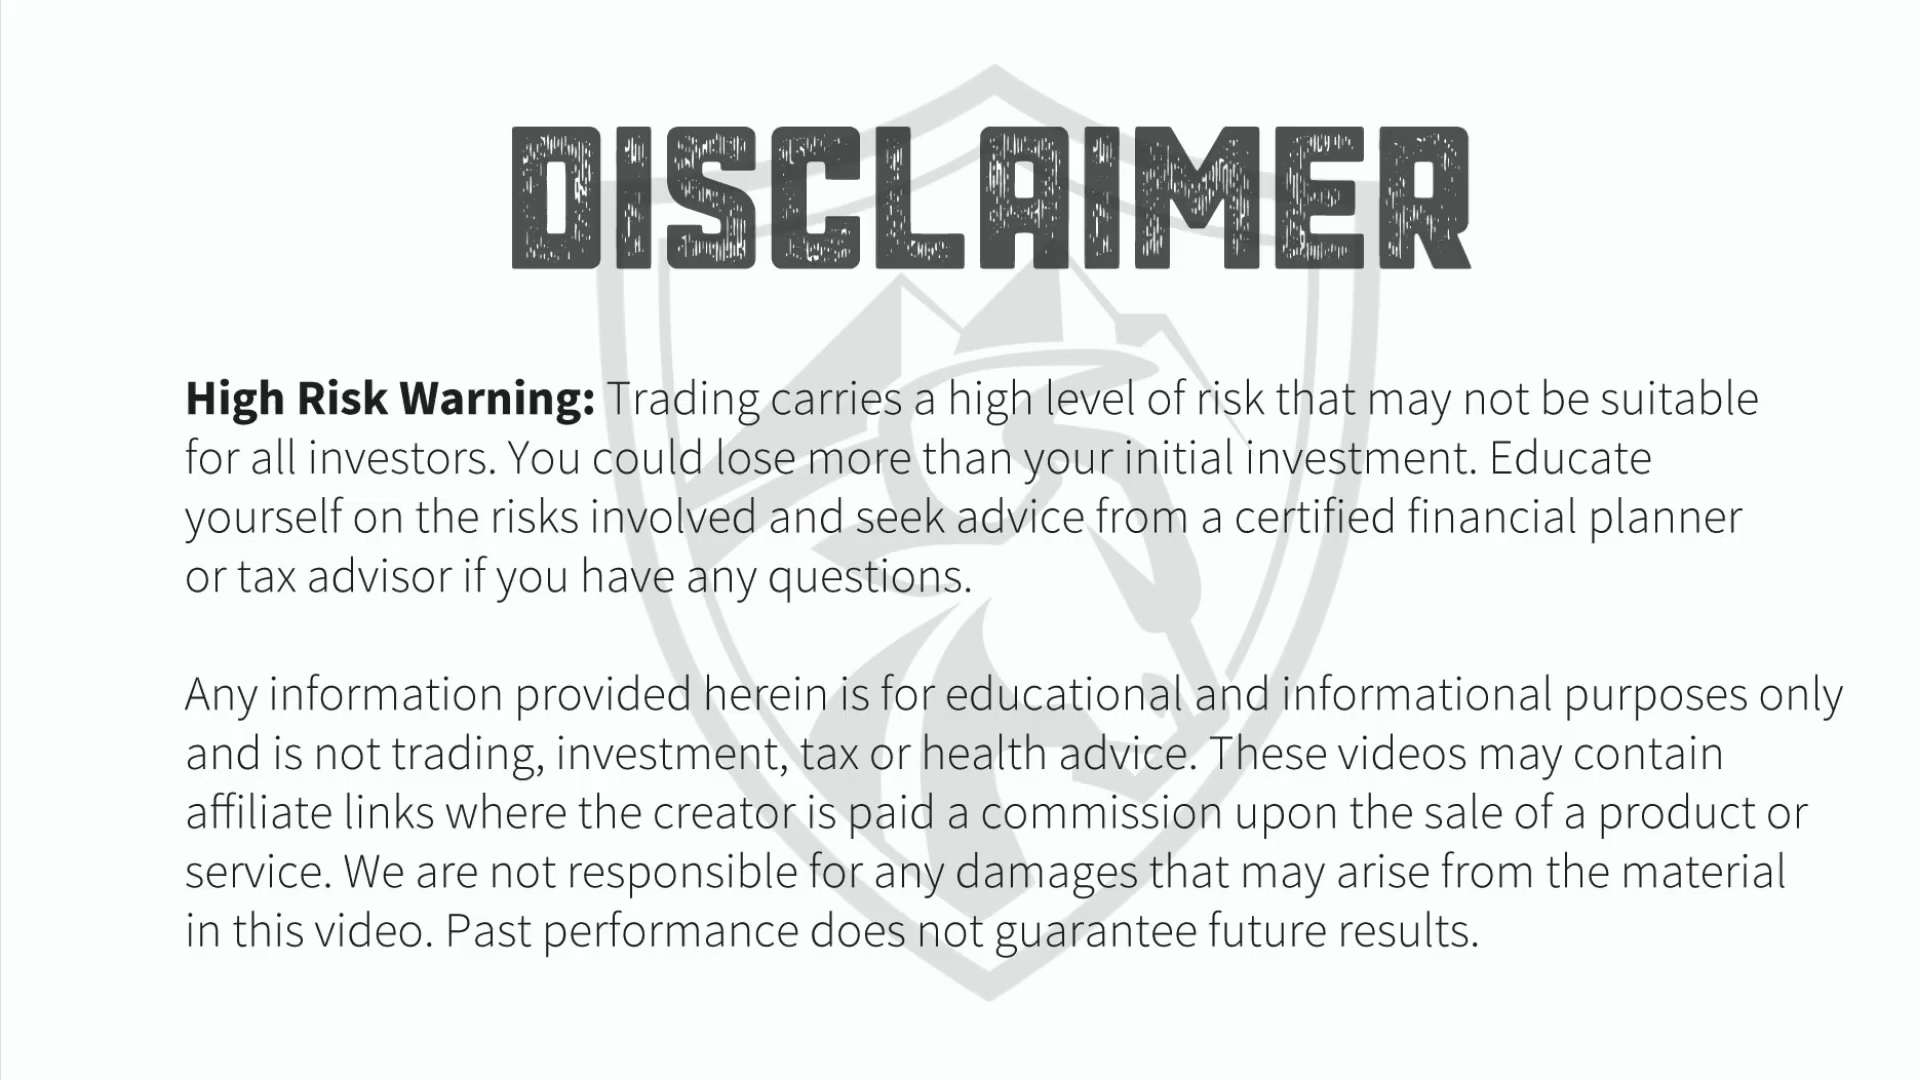 DISCLAIMER
High Risk Warning: Trading carries a high level of risk that may not be suitable
for all investors. You could lose more than your initial investment. Educate
yourself on the risks involved and seek advice from a certified financial planner
or tax advisor if you have any questions.
Any information provided herein is for educational and informational purposes only
and is not trading, investment, tax or health advice. These videos may contain
affiliate links where the creator is paid a commission upon the sale of a product or
service. We are not responsible for any damages that may arise from the material
in this video. Past performance does not guarantee future results.